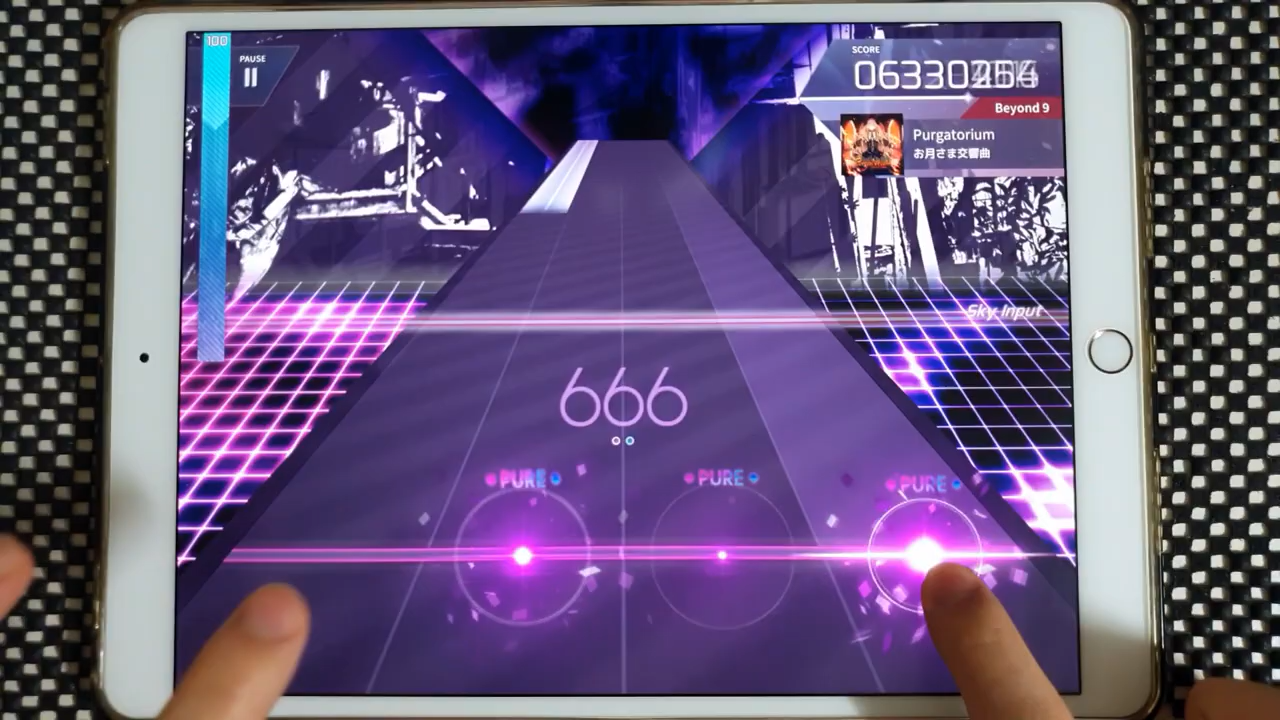 100
PAUSE
SCORE
Beyond 9
Purgatorium
お月さま交響曲
Sky Input
666
PURE
PURE
PURE